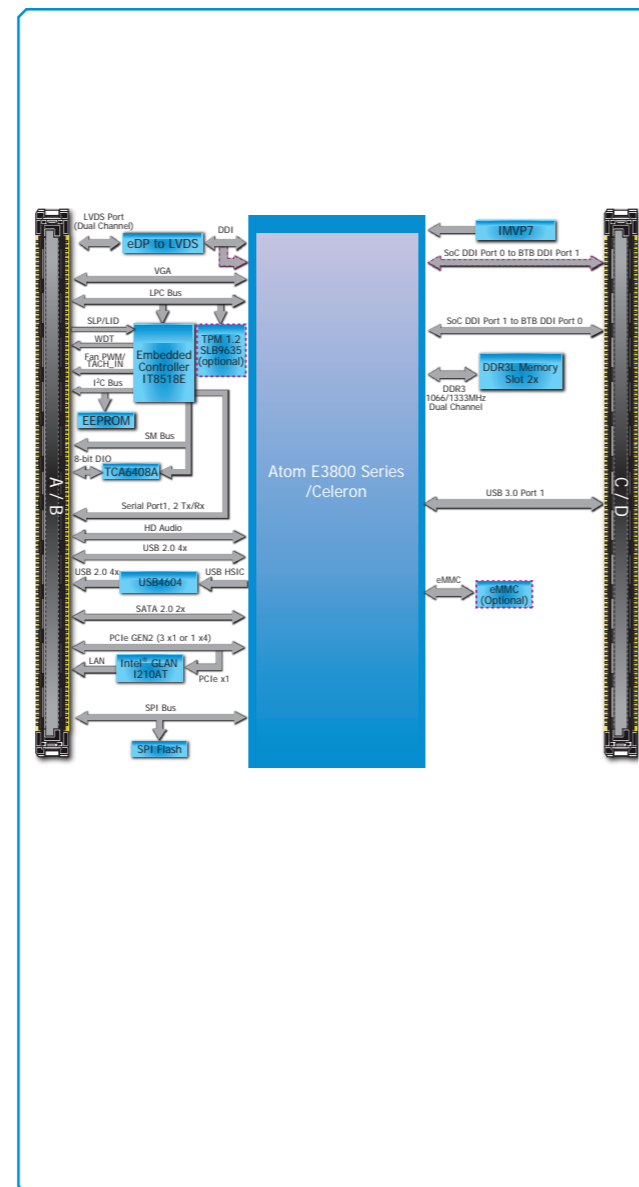 LVDS Port
(Dual Channel)
eDP to LVDS
DDI
VGA
LPC Bus
SLP/LID
WDT
Fan PWM/
TACH_IN
I²C Bus
Embedded
Controller
IT8518E
TPM 1.2
SLB9635
(optional)
EEPROM
SM Bus
8-bit DIO
TCA6408A
Serial Port1, 2 Tx/Rx
HD Audio
USB 2.0 4x
USB 2.0 4x
USB4604
USB HSIC
SATA 2.0 2x
PCIe GEN2 (3 x1 or 1 x4)
LAN
Intel® GLAN
I210AT
PCIe x1
SPI Bus
SPI Flash
A / B
Atom E3800 Series
/Celeron
IMVP7
SoC DDI Port 0 to BTB DDI Port 1
SoC DDI Port 1 to BTB DDI Port 0
DDR3L Memory
Slot 2x
DDR3
1066/1333MHz
Dual Channel
USB 3.0 Port 1
eMMC
eMMC
(Optional)
C / D